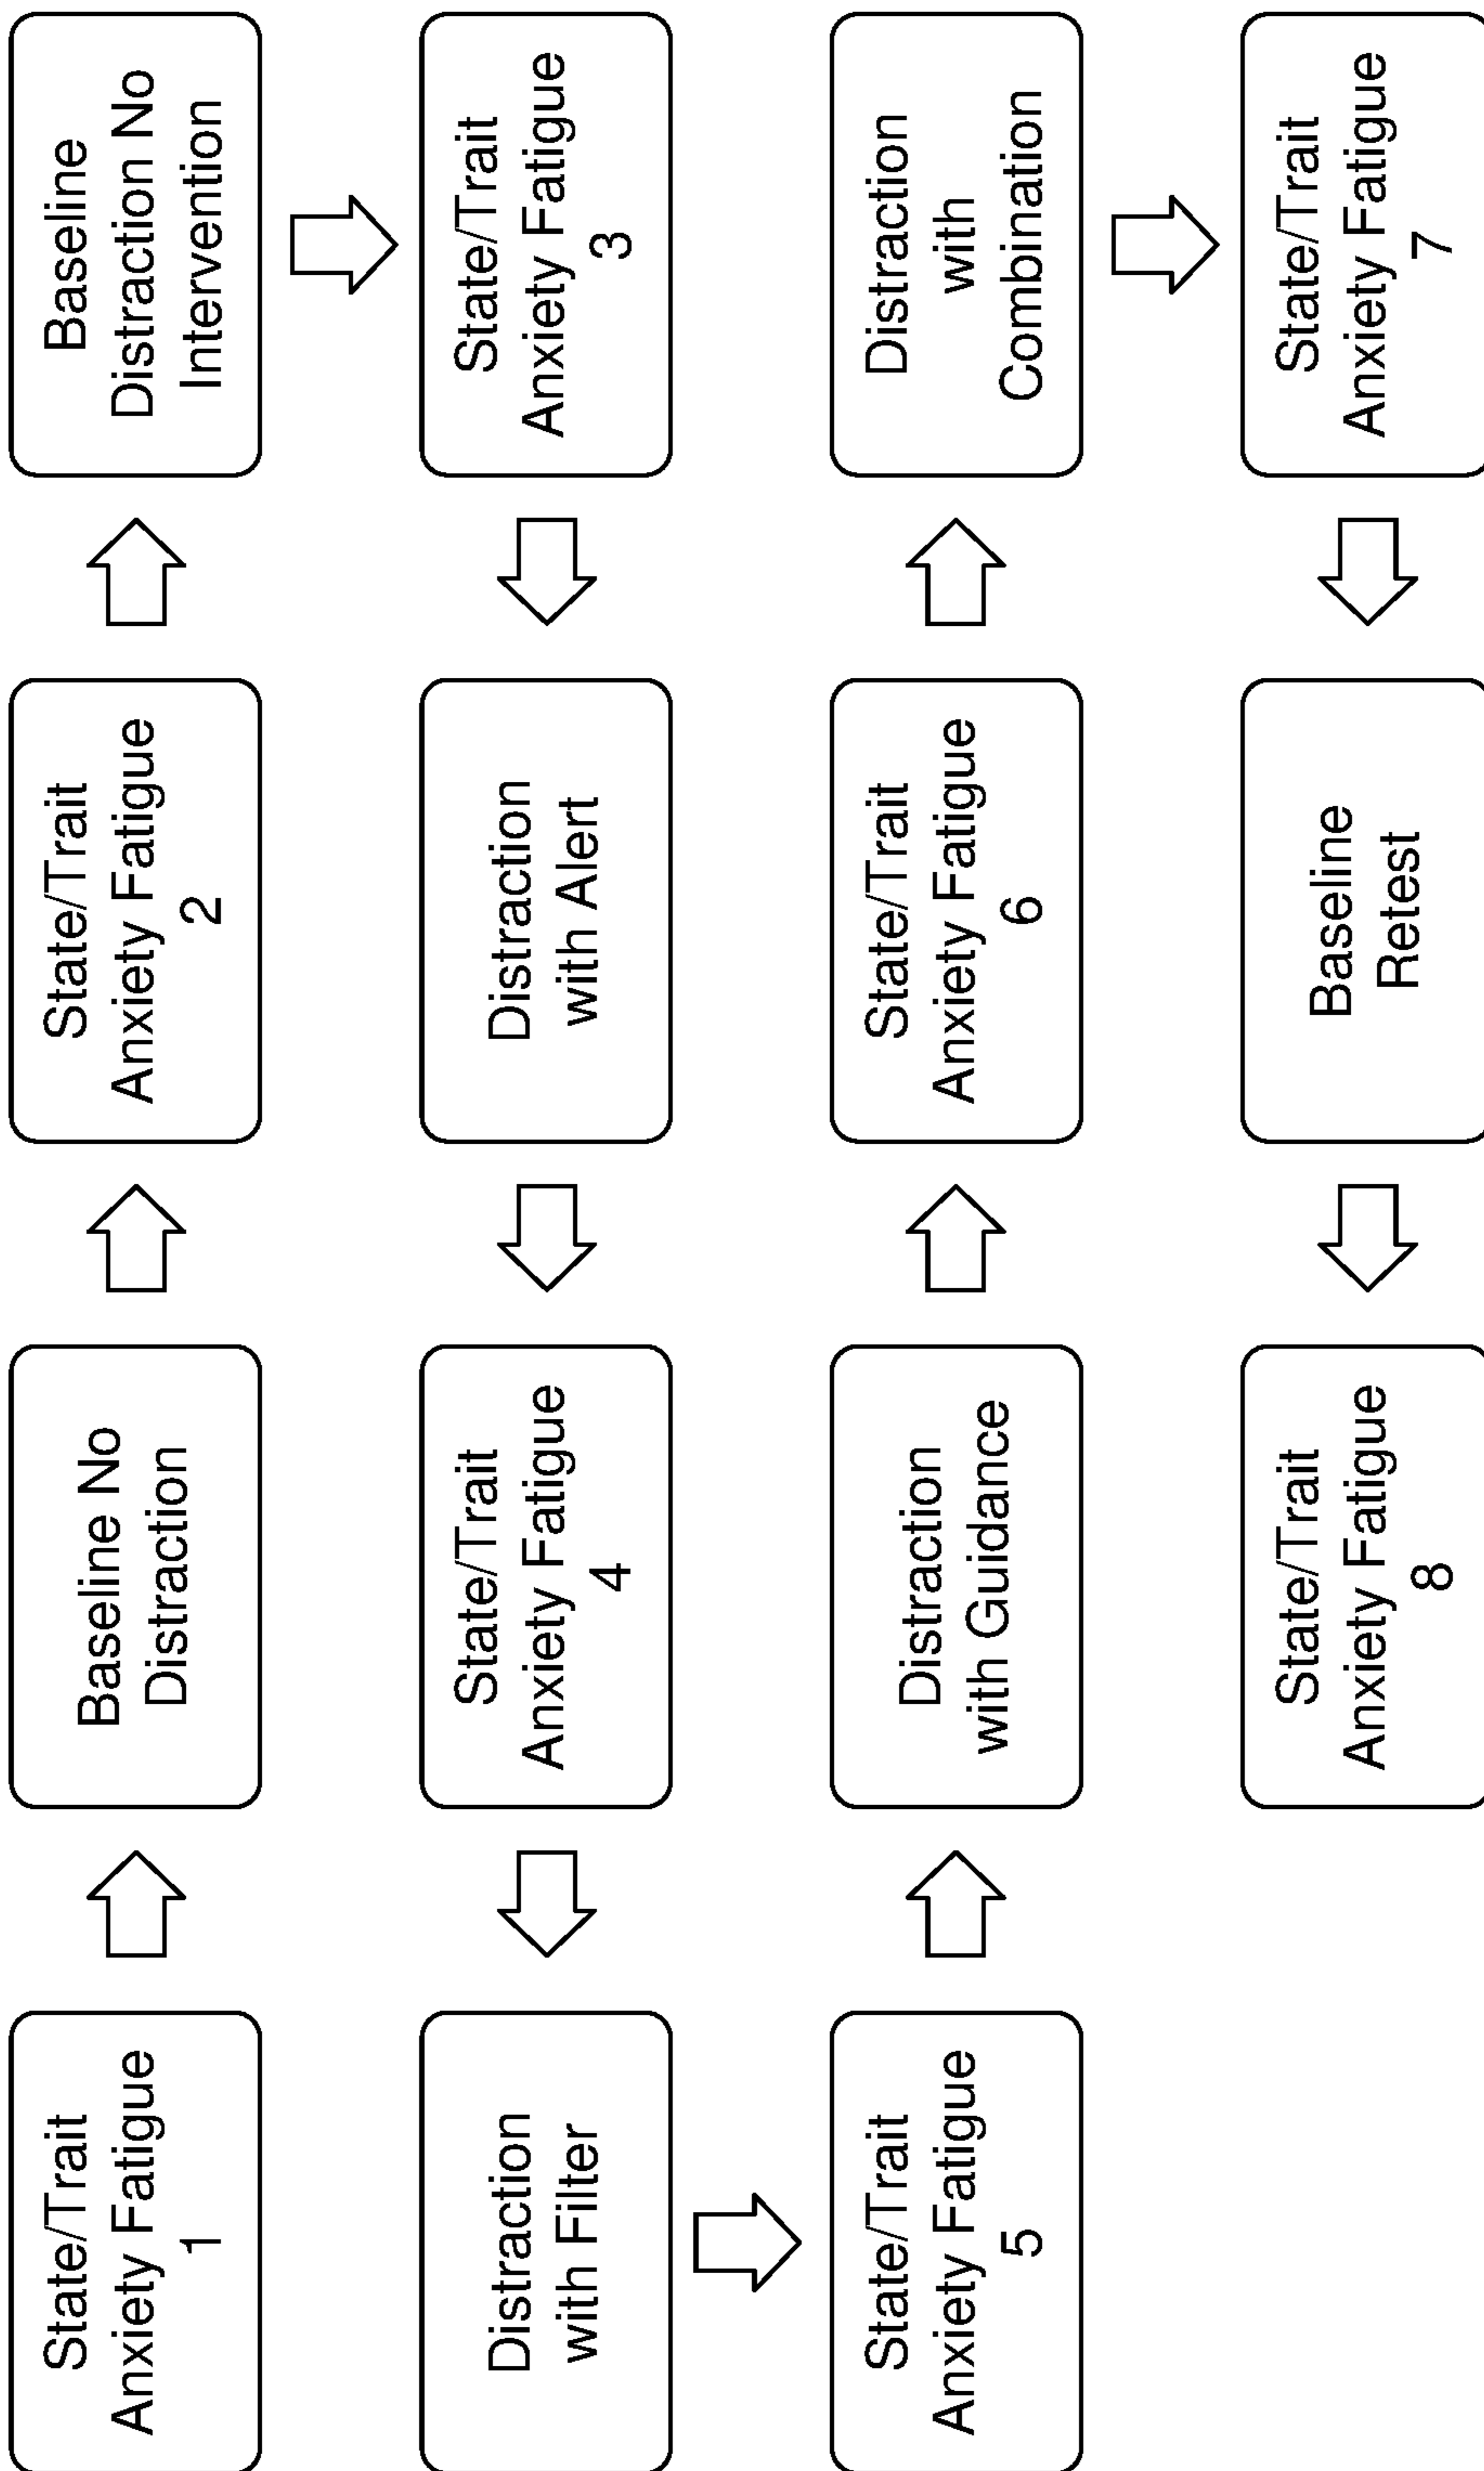 State/Trait
Anxiety Fatigue
1
Baseline No
Distraction
State/Trait
Anxiety Fatigue
2
Baseline
Distraction No
Intervention
State/Trait
Anxiety Fatigue
3
Distraction
with Alert
State/Trait
Anxiety Fatigue
4
Distraction
with Filter
State/Trait
Anxiety Fatigue
5
Distraction
with Guidance
State/Trait
Anxiety Fatigue
6
Distraction
with
Combination
State/Trait
Anxiety Fatigue
7
Baseline
Retest
State/Trait
Anxiety Fatigue
8